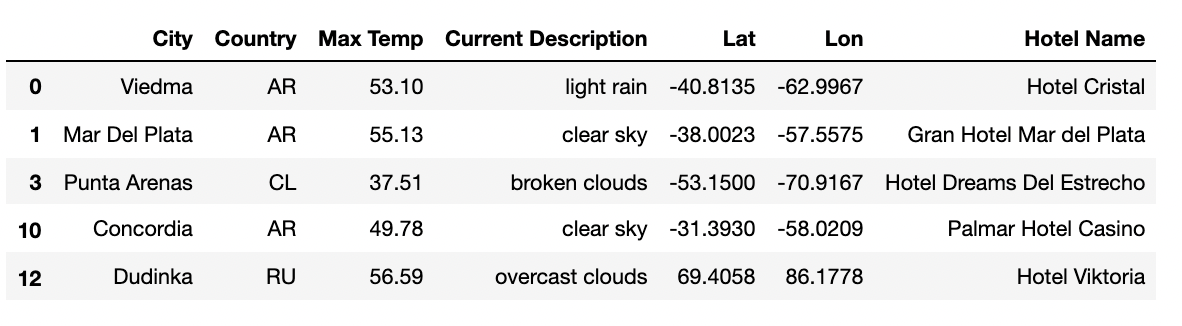 City Country Max Temp Current Description Lat Lon Hotel Name
0 Viedma AR 53.10 light rain -40.8135 -62.9967 Hotel Cristal
1 Mar Del Plata AR 55.13 clear sky -38.0023 -57.5575 Gran Hotel Mar del Plata
3 Punta Arenas CL 37.51 broken clouds -53.1500 -70.9167 Hotel Dreams Del Estrecho
10 Concordia AR 49.78 clear sky -31.3930 -58.0209 Palmar Hotel Casino
12 Dudinka RU 56.59 overcast clouds 69.4058 86.1778 Hotel Viktoria